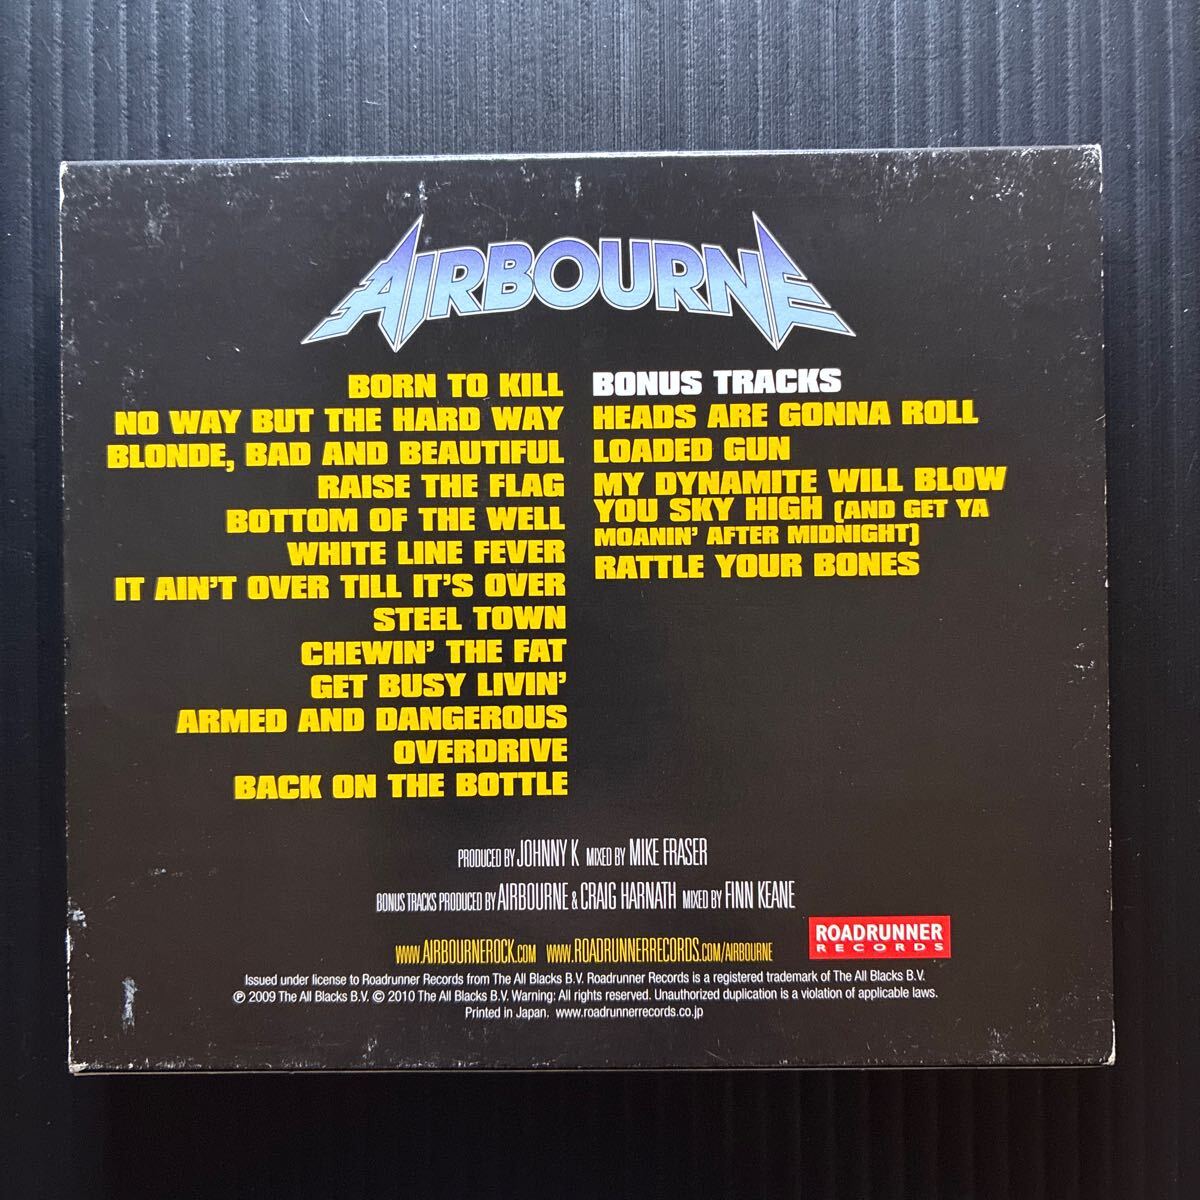 AIRBOURNE
BORN TO KILL
NO WAY BUT THE HARD WAY
BLONDE, BAD AND BEAUTIFUL
RAISE THE FLAG
BOTTOM OF THE WELL
WHITE LINE FEVER
IT AIN'T OVER TILL IT'S OVER
STEEL TOWN
CHEWIN' THE FAT
GET BUSY LIVIN'
ARMED AND DANGEROUS
OVERDRIVE
BACK ON THE BOTTLE
BONUS TRACKS
HEADS ARE GONNA ROLL
LOADED GUN
MY DYNAMITE WILL BLOW
YOU SKY HIGH (AND GET YA
MOANIN' AFTER MIDNIGHT)
RATTLE YOUR BONES
PRODUCED BY JOHNNY K MIXED BY MIKE FRASER
BONUS TRACKS PRODUCED BY AIRBOURNE & CRAIG HARNATH MIXED BY FINN KEANE
WWW.AIRBOURNEROCK.COM WWW.ROADRUNNERRECORDS.COM/AIRBOURNE
ROADRUNNER
RECORDS
Issued under license to Roadrunner Records from The All Blacks B.V. Roadrunner Records is a registered trademark of The All Blacks B.V.
℗ 2009 The All Blacks B.V. © 2010 The All Blacks B.V. Warning: All rights reserved. Unauthorized duplication is a violation of applicable laws.
Printed in Japan. www.roadrunnerrecords.co.jp